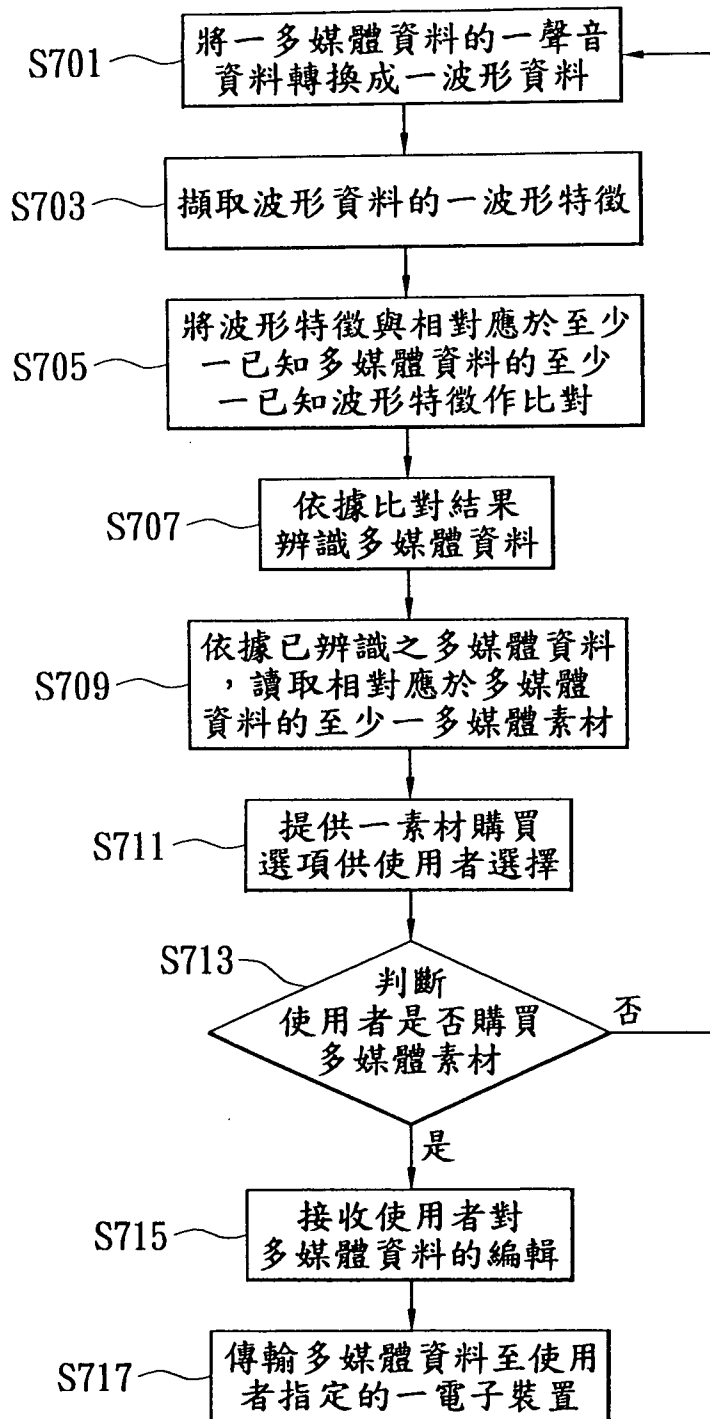 S701
將一多媒體資料的一聲音
資料轉換成一波形資料
S703
擷取波形資料的一波形特徵
S705
將波形特徵與相對應於至少
一已知多媒體資料的至少
一已知波形特徵作比對
S707
依據比對結果
辨識多媒體資料
S709
依據已辨識之多媒體資料
，讀取相對應於多媒體
資料的至少一多媒體素材
S711
提供一素材購買
選項供使用者選擇
S713
判斷
使用者是否購買
多媒體素材
否
是
S715
接收使用者對
多媒體資料的編輯
S717
傳輸多媒體資料至使用
者指定的一電子裝置